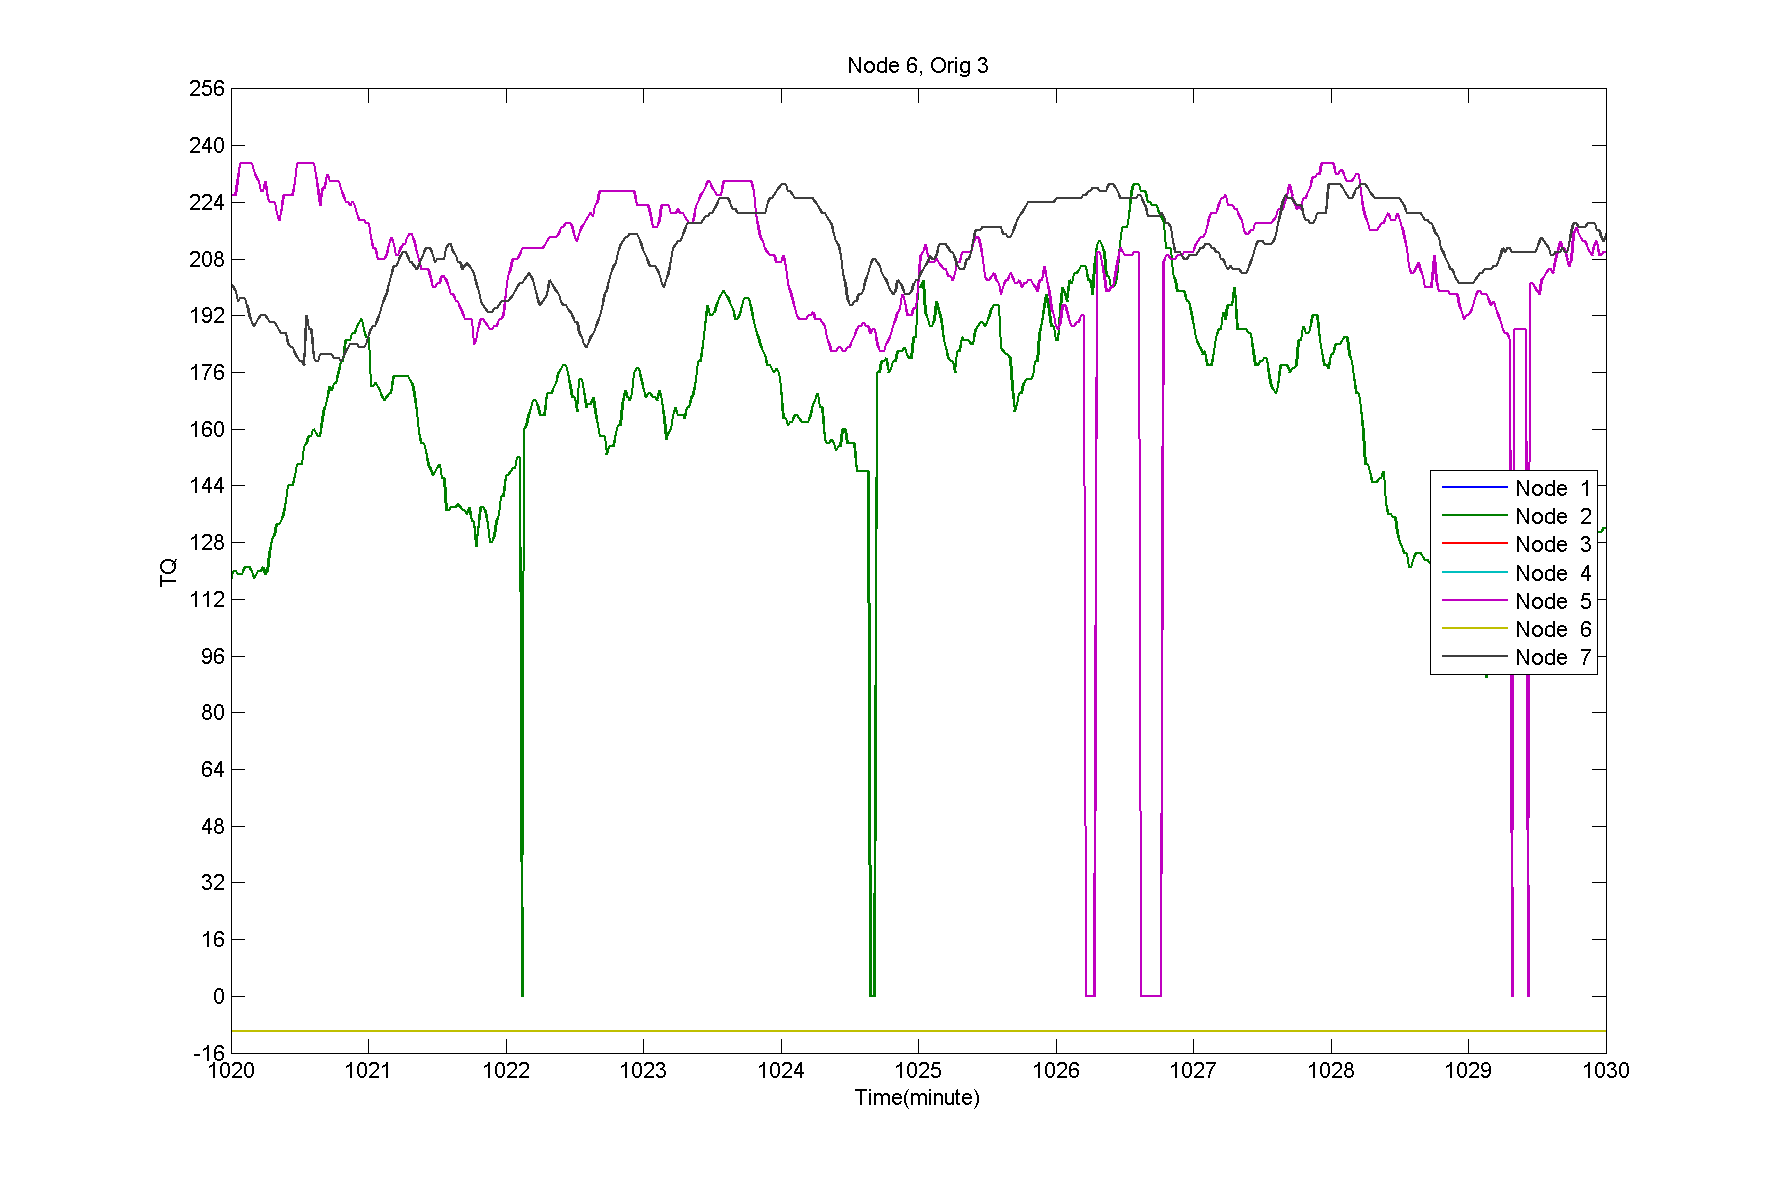 Node 6, Orig 3
256
240
224
208
192
176
160
144
128
112
96
80
64
48
32
16
0
-16
TQ
Node 1
Node 2
Node 3
Node 4
Node 5
Node 6
Node 7
1020 1021 1022 1023 1024 1025 1026 1027 1028 1029 1030
Time(minute)